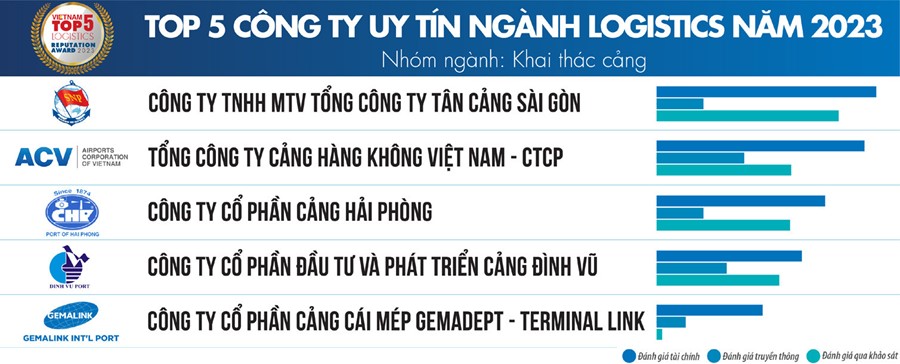 VIETNAM
TOP 5
LOGISTICS
REPUTATION
AWARD 2023
TOP 5 CÔNG TY UY TÍN NGÀNH LOGISTICS NĂM 2023
Nhóm ngành: Khai thác cảng
SNP
CÔNG TY TNHH MTV TỔNG CÔNG TY TÂN CẢNG SÀI GÒN
ACV
AIRPORTS
CORPORATION
OF VIETNAM
TỔNG CÔNG TY CẢNG HÀNG KHÔNG VIỆT NAM - CTCP
Since 1874
CHP
PORT OF HAI PHONG
CÔNG TY CỔ PHẦN CẢNG HẢI PHÒNG
DINH VU PORT
CÔNG TY CỔ PHẦN ĐẦU TƯ VÀ PHÁT TRIỂN CẢNG ĐÌNH VŨ
GEMALINK
GEMALINK INT'L PORT
CÔNG TY CỔ PHẦN CẢNG CÁI MÉP GEMADEPT - TERMINAL LINK
Đánh giá tài chính
Đánh giá truyền thông
Đánh giá qua khảo sát